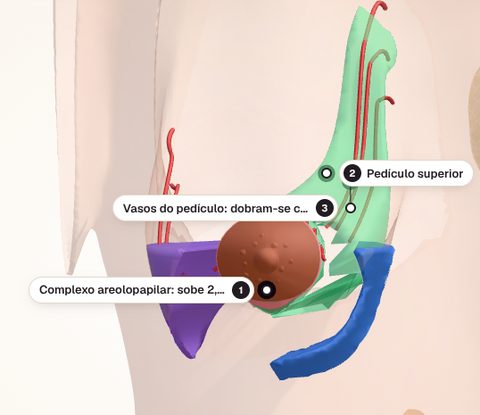 2 Pedículo superior
Vasos do pedículo: dobram-se c... 3
Complexo areolopapilar: sobe 2,... 1